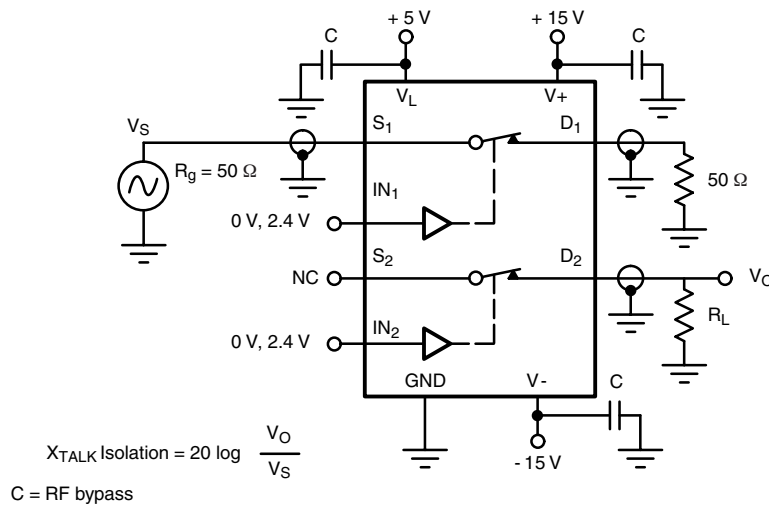 + 5 V
+ 15 V
C
C
V_L
V+
V_S
S_1
D_1
R_g = 50 Ω
50 Ω
IN_1
0 V, 2.4 V
S_2
D_2
NC
V_O
R_L
IN_2
0 V, 2.4 V
GND
V-
C
- 15 V
X_TALK Isolation = 20 log V_O
V_S
C = RF bypass